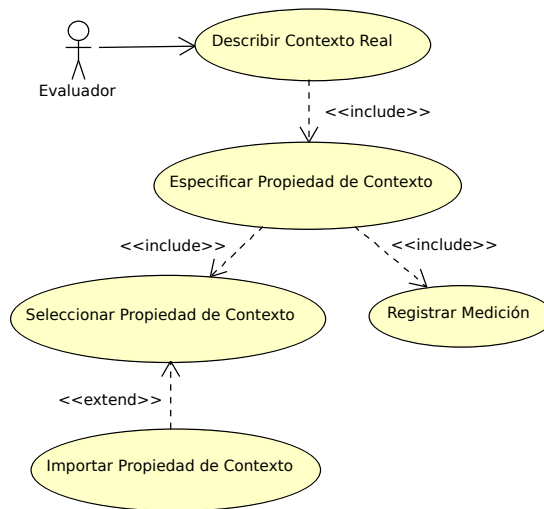 Describir Contexto Real
Evaluador
<<include>>
Especificar Propiedad de Contexto
<<include>>
<<include>>
Seleccionar Propiedad de Contexto
Registrar Medición
<<extend>>
Importar Propiedad de Contexto